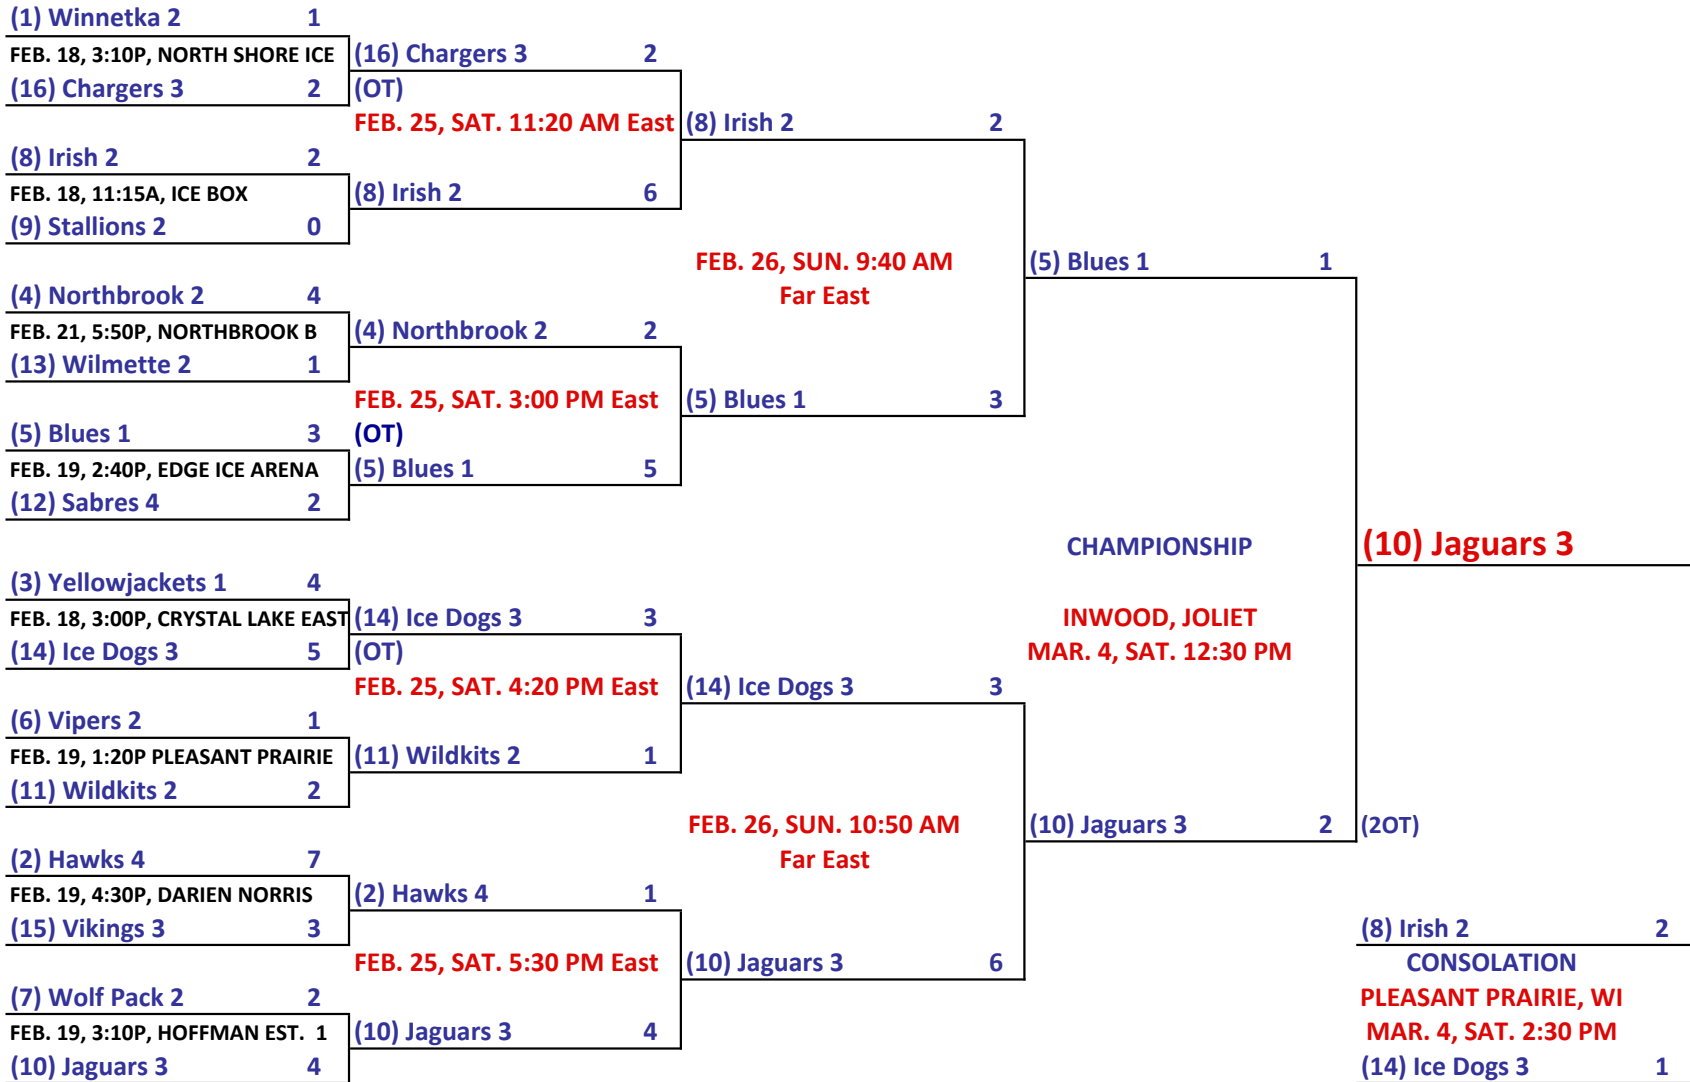 (1) Winnetka 2 1
FEB. 18, 3:10P, NORTH SHORE ICE
(16) Chargers 3 2
(16) Chargers 3 2
(OT)
FEB. 25, SAT. 11:20 AM East
(8) Irish 2 2
(8) Irish 2 2
FEB. 18, 11:15A, ICE BOX
(8) Irish 2 6
(9) Stallions 2 0
FEB. 26, SUN. 9:40 AM
Far East
(5) Blues 1 1
(4) Northbrook 2 4
FEB. 21, 5:50P, NORTHBROOK B
(4) Northbrook 2 2
(13) Wilmette 2 1
FEB. 25, SAT. 3:00 PM East
(OT)
(5) Blues 1 3
(5) Blues 1 3
FEB. 19, 2:40P, EDGE ICE ARENA
(5) Blues 1 5
(12) Sabres 4 2
CHAMPIONSHIP
INWOOD, JOLIET
MAR. 4, SAT. 12:30 PM
(10) Jaguars 3
(3) Yellowjackets 1 4
FEB. 18, 3:00P, CRYSTAL LAKE EAST
(14) Ice Dogs 3 3
(14) Ice Dogs 3 5
(OT)
FEB. 25, SAT. 4:20 PM East
(14) Ice Dogs 3 3
(6) Vipers 2 1
FEB. 19, 1:20P PLEASANT PRAIRIE
(11) Wildkits 2 1
(11) Wildkits 2 2
FEB. 26, SUN. 10:50 AM
Far East
(10) Jaguars 3 2
(2OT)
(2) Hawks 4 7
FEB. 19, 4:30P, DARIEN NORRIS
(2) Hawks 4 1
(15) Vikings 3 3
FEB. 25, SAT. 5:30 PM East
(10) Jaguars 3 6
(7) Wolf Pack 2 2
FEB. 19, 3:10P, HOFFMAN EST. 1
(10) Jaguars 3 4
(10) Jaguars 3 4
(8) Irish 2 2
CONSOLATION
PLEASANT PRAIRIE, WI
MAR. 4, SAT. 2:30 PM
(14) Ice Dogs 3 1